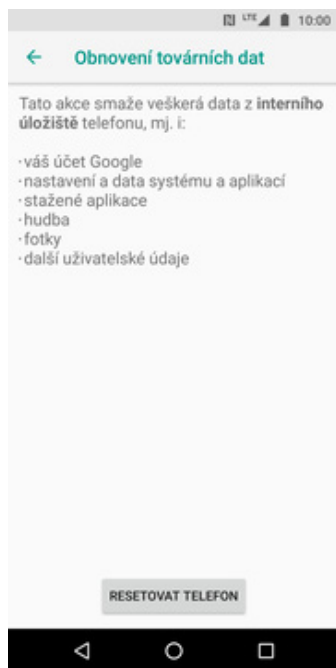 LTE 10:00
Obnovení továrních dat
Tato akce smaže veškerá data z interního
úložiště telefonu, mj. i:
·váš účet Google
·nastavení a data systému a aplikací
·stažené aplikace
·hudba
·fotky
·další uživatelské údaje
RESETOVAT TELEFON